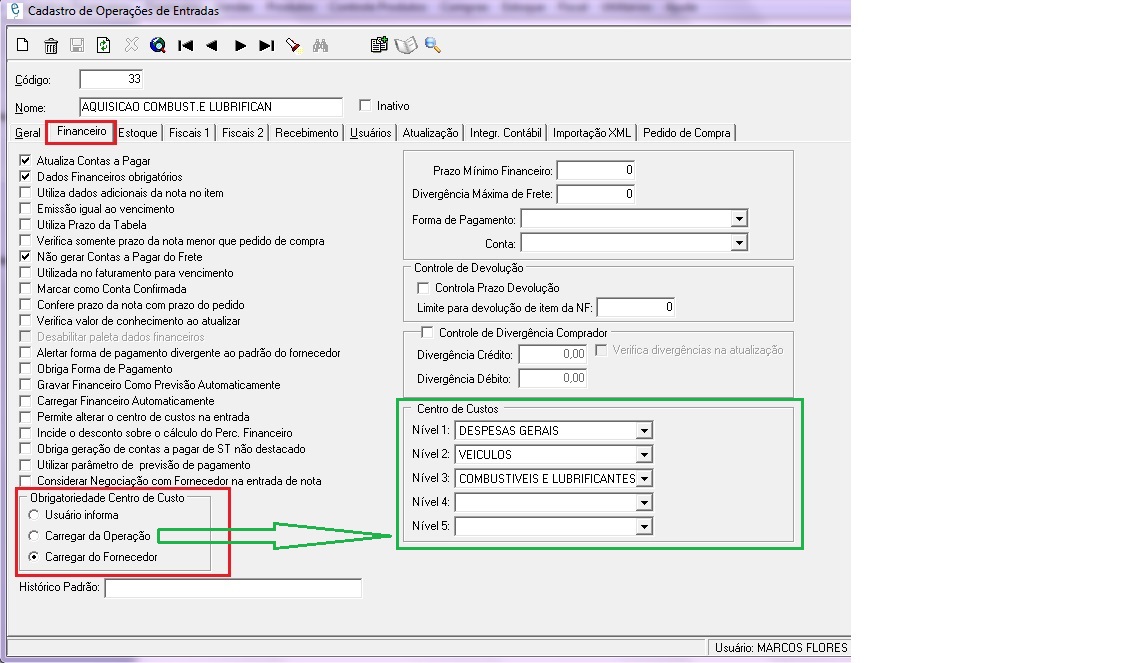 Cadastro de Operações de Entradas
Código: 33
Nome: AQUISICAO COMBUST.E LUBRIFICAN Inativo
Geral Financeiro Estoque Fiscais 1 Fiscais 2 Recebimento Usuários Atualização Integr. Contábil Importação XML Pedido de Compra
Atualiza Contas a Pagar
Dados Financeiros obrigatórios
Utiliza dados adicionais da nota no item
Emissão igual ao vencimento
Utiliza Prazo da Tabela
Verifica somente prazo da nota menor que pedido de compra
Não gerar Contas a Pagar do Frete
Utilizada no faturamento para vencimento
Marcar como Conta Confirmada
Confere prazo da nota com prazo do pedido
Verifica valor de conhecimento ao atualizar
Desabilitar paleta dados financeiros
Alertar forma de pagamento divergente ao padrão do fornecedor
Obriga Forma de Pagamento
Gravar Financeiro Como Previsão Automaticamente
Carregar Financeiro Automaticamente
Permite alterar o centro de custos na entrada
Incide o desconto sobre o cálculo do Perc. Financeiro
Obriga geração de contas a pagar de ST não destacado
Utilizar parâmetro de previsão de pagamento
Considerar Negociação com Fornecedor na entrada de nota
Obrigatoriedade Centro de Custo
Usuário informa
Carregar da Operação
Carregar do Fornecedor
Histórico Padrão:
Prazo Mínimo Financeiro: 0
Divergência Máxima de Frete: 0
Forma de Pagamento:
Conta:
Controle de Devolução
Controla Prazo Devolução
Limite para devolução de item da NF: 0
Controle de Divergência Comprador
Divergência Crédito: 0,00 Verifica divergências na atualização
Divergência Débito: 0,00
Centro de Custos
Nível 1: DESPESAS GERAIS
Nível 2: VEICULOS
Nível 3: COMBUSTIVEIS E LUBRIFICANTES
Nível 4:
Nível 5:
Usuário: MARCOS FLORES